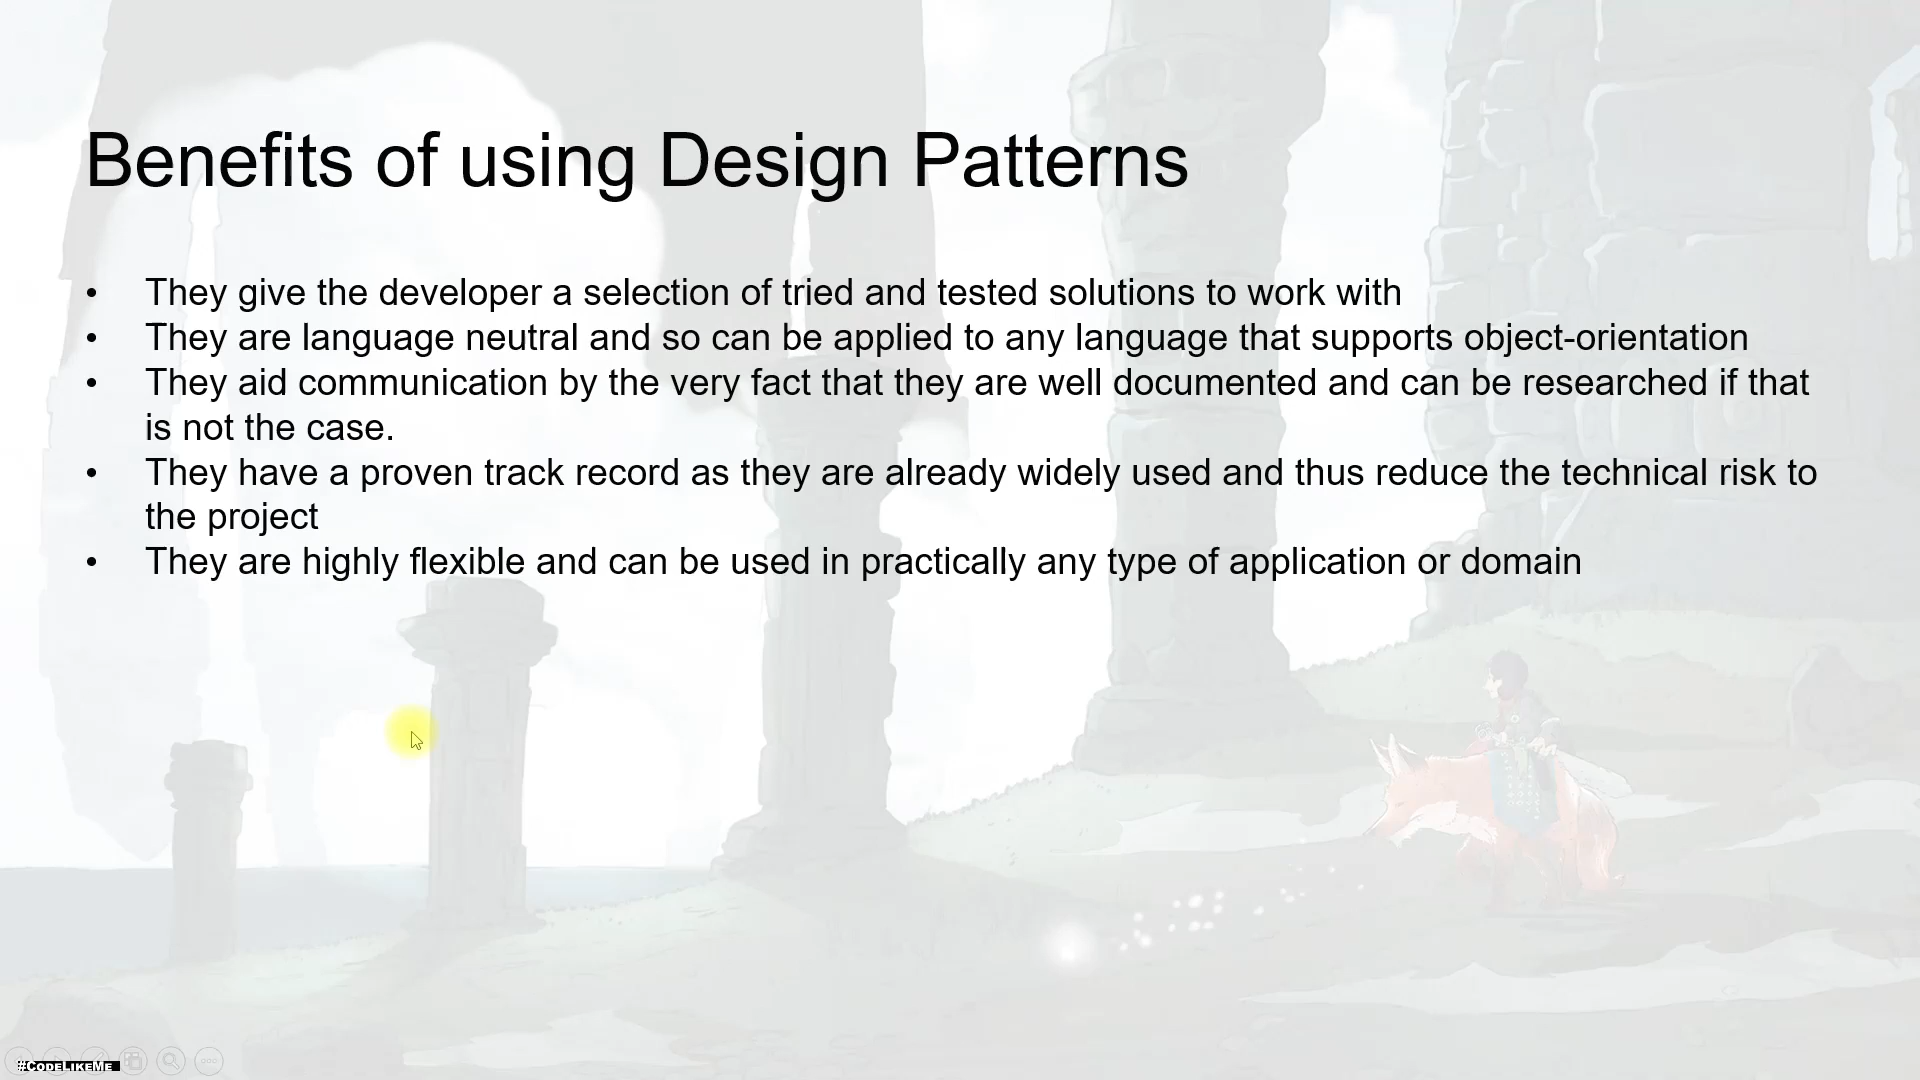 Benefits of using Design Patterns
• They give the developer a selection of tried and tested solutions to work with
• They are language neutral and so can be applied to any language that supports object-orientation
• They aid communication by the very fact that they are well documented and can be researched if that
is not the case.
• They have a proven track record as they are already widely used and thus reduce the technical risk to
the project
• They are highly flexible and can be used in practically any type of application or domain
#CodeLikeMe